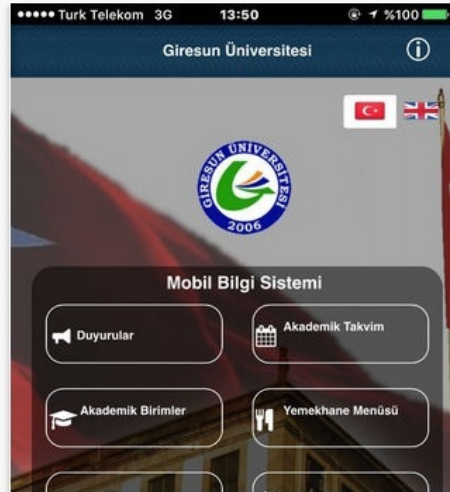 Turk Telekom 3G 13:50 %100
Giresun Üniversitesi
GİRESUN ÜNİVERSİTESİ
2006
Mobil Bilgi Sistemi
Duyurular
Akademik Takvim
Akademik Birimler
Yemekhane Menüsü